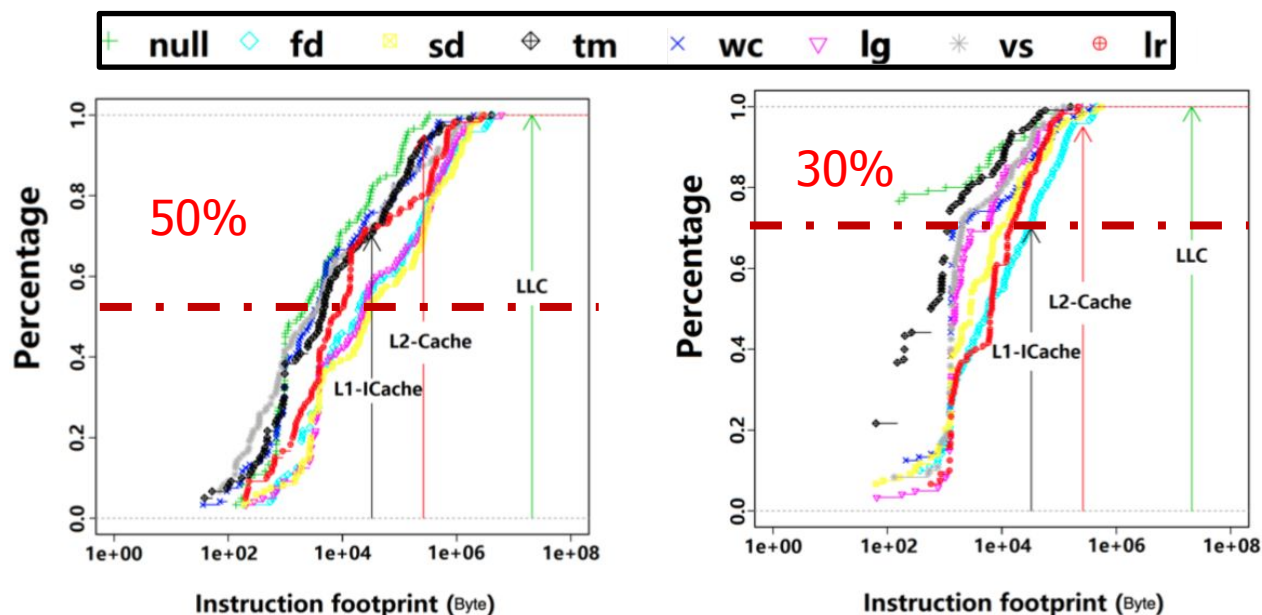 null fd sd tm wc lg vs lr
Percentage
1.0
0.8
0.6
0.4
0.2
0.0
50%
LLC
L2-Cache
L1-ICache
1e+00 1e+02 1e+04 1e+06 1e+08
Instruction footprint (Byte)
Percentage
1.0
0.8
0.6
0.4
0.2
0.0
30%
LLC
L2-Cache
L1-ICache
1e+00 1e+02 1e+04 1e+06 1e+08
Instruction footprint (Byte)